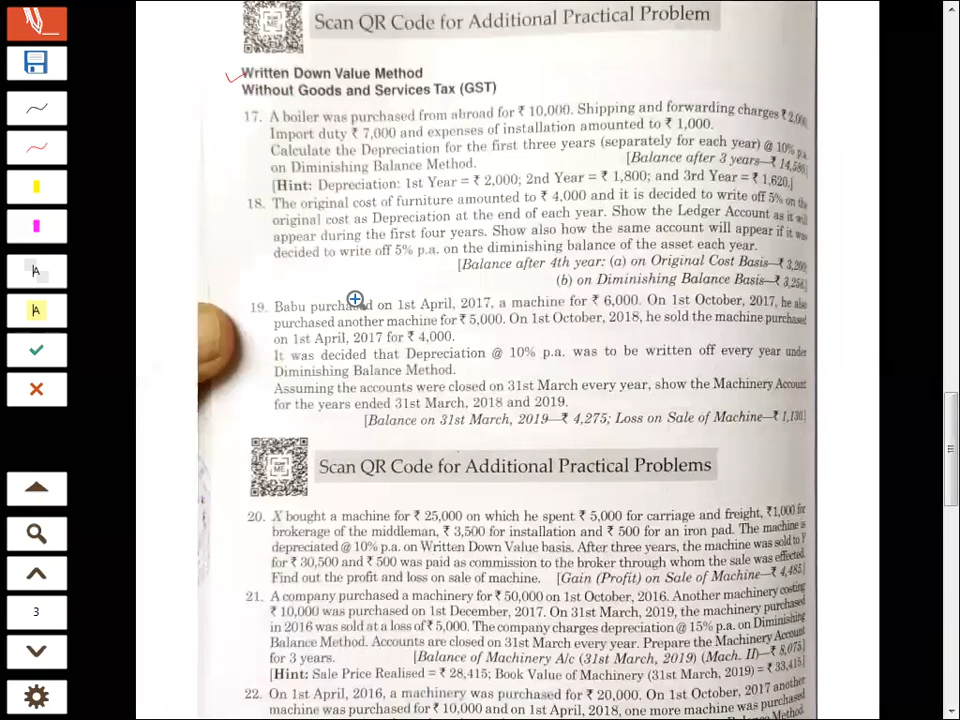 Scan QR Code for Additional Practical Problem
Written Down Value Method
Without Goods and Services Tax (GST)
17. A boiler was purchased from abroad for ₹ 10,000. Shipping and forwarding charges ₹ 2,000
Import duty ₹ 7,000 and expenses of installation amounted to ₹ 1,000.
Calculate the Depreciation for the first three years (separately for each year) @ 10% p.a.
on Diminishing Balance Method. [Balance after 3 years—₹ 14,580]
[Hint: Depreciation: 1st Year = ₹ 2,000; 2nd Year = ₹ 1,800; and 3rd Year = ₹ 1,620.]
18. The original cost of furniture amounted to ₹ 4,000 and it is decided to write off 5% on the
original cost as Depreciation at the end of each year. Show the Ledger Account as it will
appear during the first four years. Show also how the same account will appear if it was
decided to write off 5% p.a. on the diminishing balance of the asset each year.
[Balance after 4th year: (a) on Original Cost Basis—₹ 3,200
(b) on Diminishing Balance Basis—₹ 3,258
19. Babu purchased on 1st April, 2017, a machine for ₹ 6,000. On 1st October, 2017, he also
purchased another machine for ₹ 5,000. On 1st October, 2018, he sold the machine purchased
on 1st April, 2017 for ₹ 4,000.
It was decided that Depreciation @ 10% p.a. was to be written off every year under
Diminishing Balance Method.
Assuming the accounts were closed on 31st March every year, show the Machinery Account
for the years ended 31st March, 2018 and 2019.
[Balance on 31st March, 2019—₹ 4,275; Loss on Sale of Machine—₹ 1,130]
Scan QR Code for Additional Practical Problems
20. X bought a machine for ₹ 25,000 on which he spent ₹ 5,000 for carriage and freight, ₹1,000 for
brokerage of the middleman, ₹ 3,500 for installation and ₹ 500 for an iron pad. The machine is
depreciated @ 10% p.a. on Written Down Value basis. After three years, the machine was sold to Y
for ₹ 30,500 and ₹ 500 was paid as commission to the broker through whom the sale was effected.
Find out the profit and loss on sale of machine. [Gain (Profit) on Sale of Machine—₹ 4,485]
21. A company purchased a machinery for ₹ 50,000 on 1st October, 2016. Another machinery costing
₹ 10,000 was purchased on 1st December, 2017. On 31st March, 2019, the machinery purchased
in 2016 was sold at a loss of ₹ 5,000. The company charges depreciation @ 15% p.a. on Diminishing
Balance Method. Accounts are closed on 31st March every year. Prepare the Machinery Account
for 3 years. [Balance of Machinery A/c (31st March, 2019) (Mach. II)—₹ 8,075]
[Hint: Sale Price Realised = ₹ 28,415; Book Value of Machinery (31st March, 2019) = ₹ 33,415]
22. On 1st April, 2016, a machinery was purchased for ₹ 20,000. On 1st October, 2017 another
machine was purchased for ₹ 10,000 and on 1st April, 2018, one more machine was purchased
3